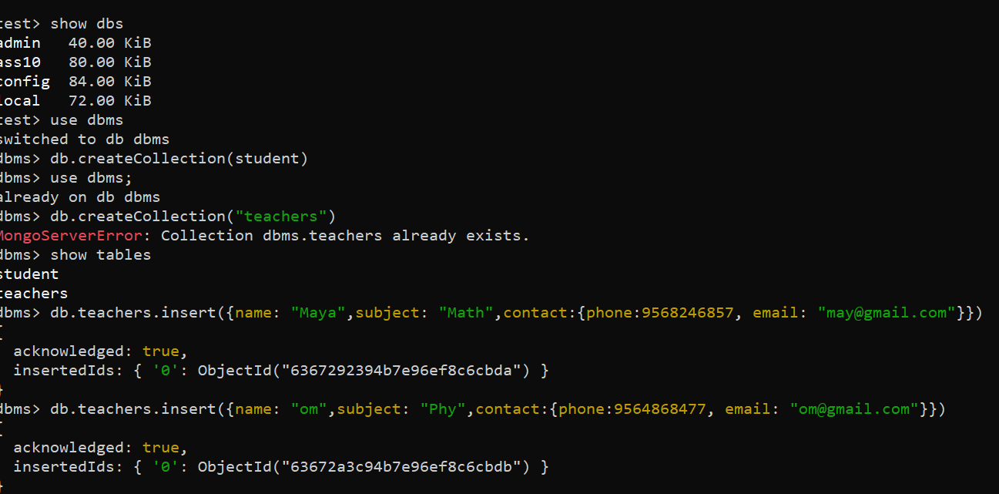 test> show dbs
admin   40.00 KiB
ass10   80.00 KiB
config  84.00 KiB
local   72.00 KiB
test> use dbms
switched to db dbms
dbms> db.createCollection(student)
dbms> use dbms;
already on db dbms
dbms> db.createCollection("teachers")
MongoServerError: Collection dbms.teachers already exists.
dbms> show tables
student
teachers
dbms> db.teachers.insert({name: "Maya",subject: "Math",contact:{phone:9568246857, email: "may@gmail.com"}})
{
  acknowledged: true,
  insertedIds: { '0': ObjectId("6367292394b7e96ef8c6cbda") }
}
dbms> db.teachers.insert({name: "om",subject: "Phy",contact:{phone:9564868477, email: "om@gmail.com"}})
{
  acknowledged: true,
  insertedIds: { '0': ObjectId("63672a3c94b7e96ef8c6cbdb") }
}